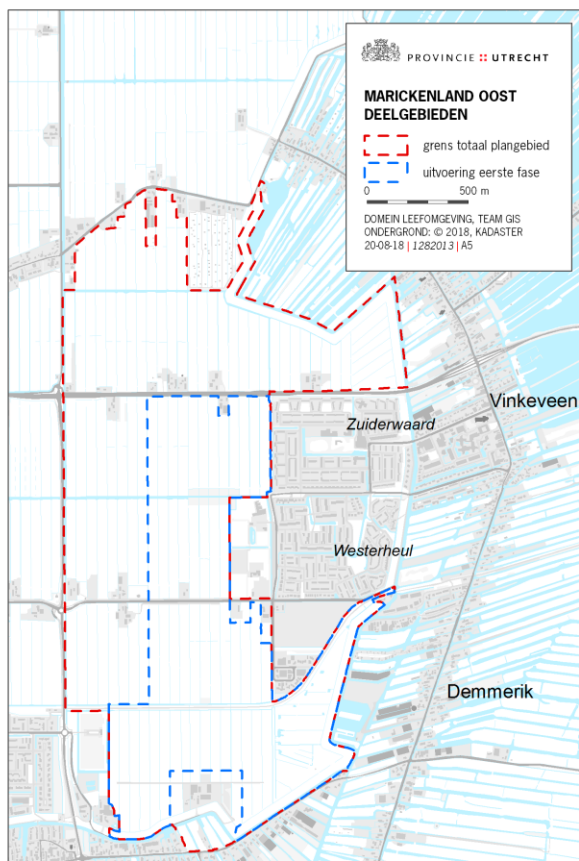 PROVINCIE :: UTRECHT
MARICKENLAND OOST
DEELGEBIEDEN
grens totaal plangebied
uitvoering eerste fase
0 500 m
DOMEIN LEEFOMGEVING, TEAM GIS
ONDERGROND: © 2018, KADASTER
20-08-18 | 1282013 | A5
Vinkeveen
Zuiderwaard
Westerheul
Demmerik